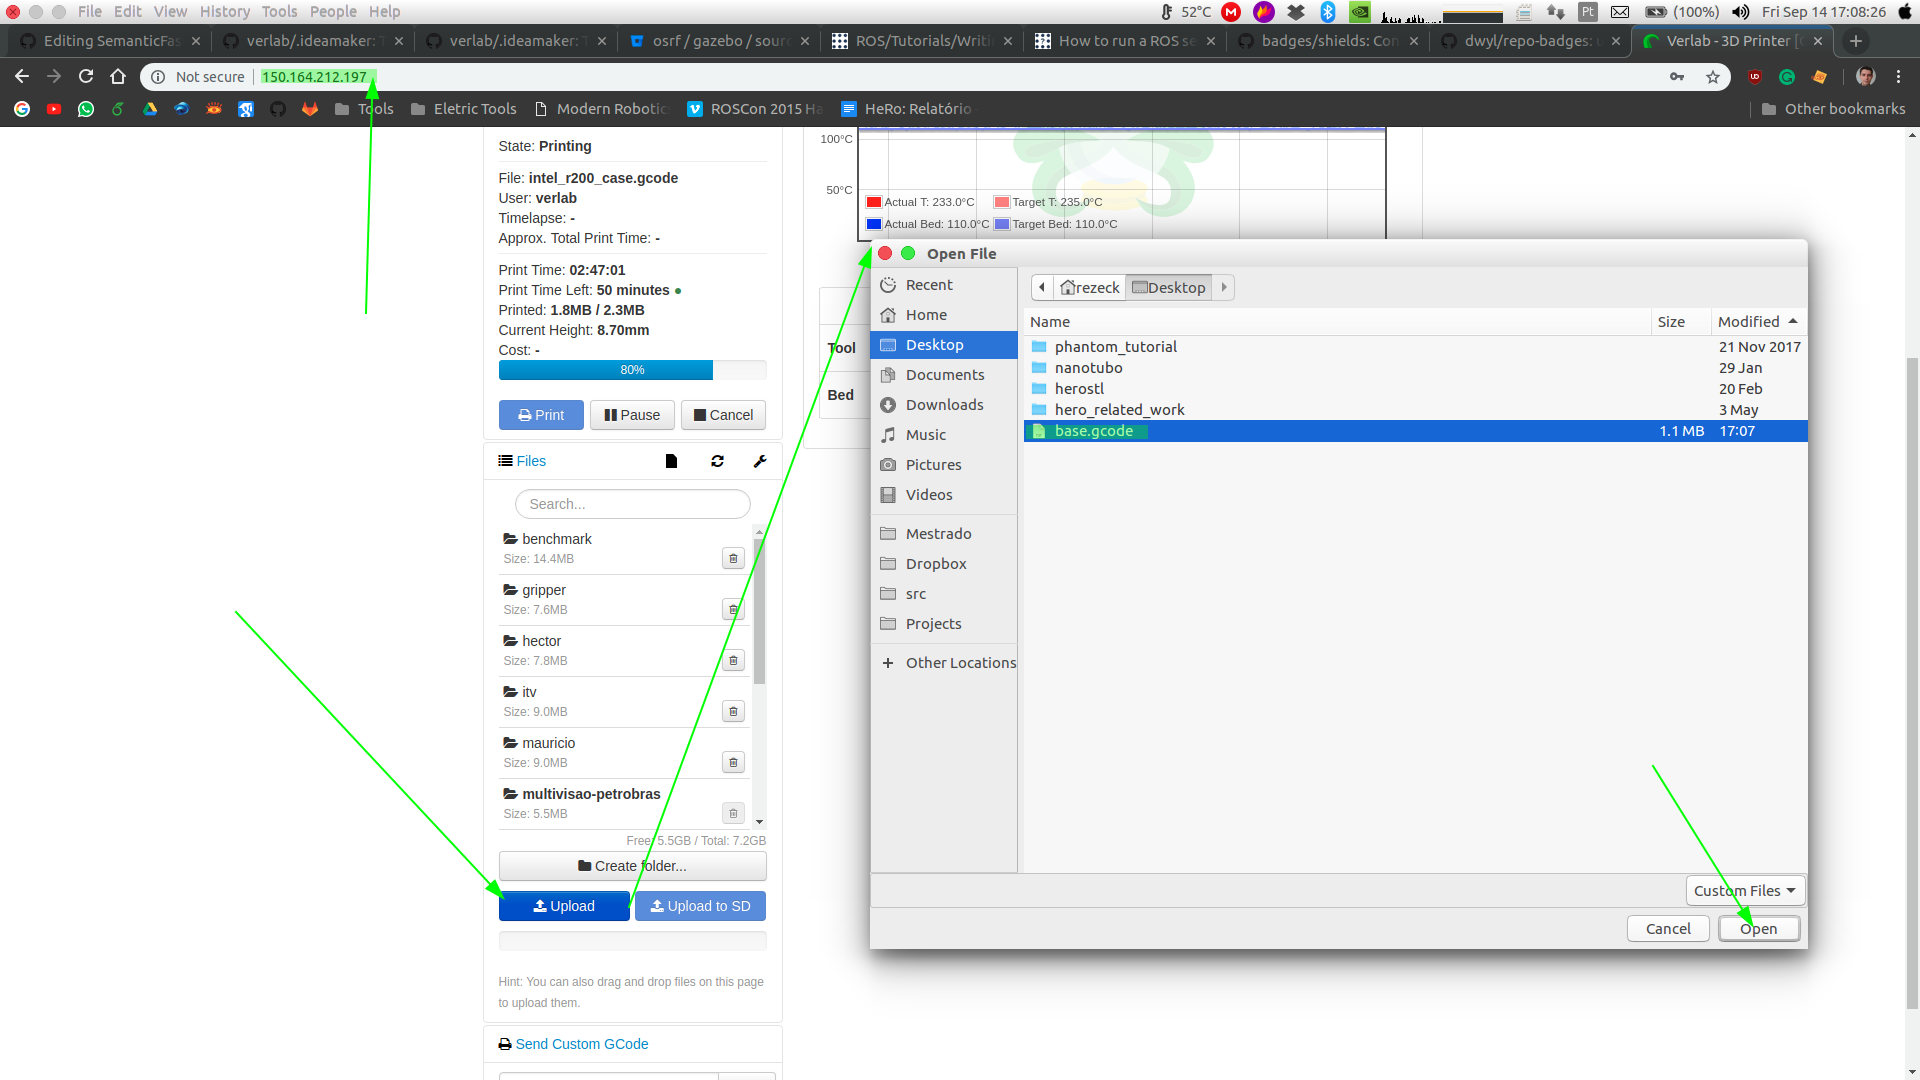 File Edit View History Tools People Help
52°C
Pt
(100%)
Fri Sep 14 17:08:26
Editing SemanticFas
verlab/.ideamaker: T
verlab/.ideamaker: T
osrf / gazebo / sourc
ROS/Tutorials/Writi
How to run a ROS se
badges/shields: Con
dwyl/repo-badges: u
Verlab - 3D Printer [
Not secure
150.164.212.197
Tools
Eletric Tools
Modern Robotic
ROSCon 2015 Ha
HeRo: Relatório
Other bookmarks
State: Printing
File: intel_r200_case.gcode
User: verlab
Timelapse: -
Approx. Total Print Time: -
Print Time: 02:47:01
Print Time Left: 50 minutes
Printed: 1.8MB / 2.3MB
Current Height: 8.70mm
Cost: -
80%
Print
Pause
Cancel
Files
Search...
benchmark
Size: 14.4MB
gripper
Size: 7.6MB
hector
Size: 7.8MB
itv
Size: 9.0MB
mauricio
Size: 9.0MB
multivisao-petrobras
Size: 5.5MB
Free: 5.5GB / Total: 7.2GB
Create folder...
Upload
Upload to SD
Hint: You can also drag and drop files on this page
to upload them.
Send Custom GCode
100°C
50°C
Actual T: 233.0°C
Target T: 235.0°C
Actual Bed: 110.0°C
Target Bed: 110.0°C
Tool
Bed
Open File
Recent
Home
Desktop
Documents
Downloads
Music
Pictures
Videos
Mestrado
Dropbox
src
Projects
Other Locations
rezeck
Desktop
Name Size Modified
phantom_tutorial 21 Nov 2017
nanotubo 29 Jan
herostl 20 Feb
hero_related_work 3 May
base.gcode 1.1 MB 17:07
Custom Files
Cancel
Open